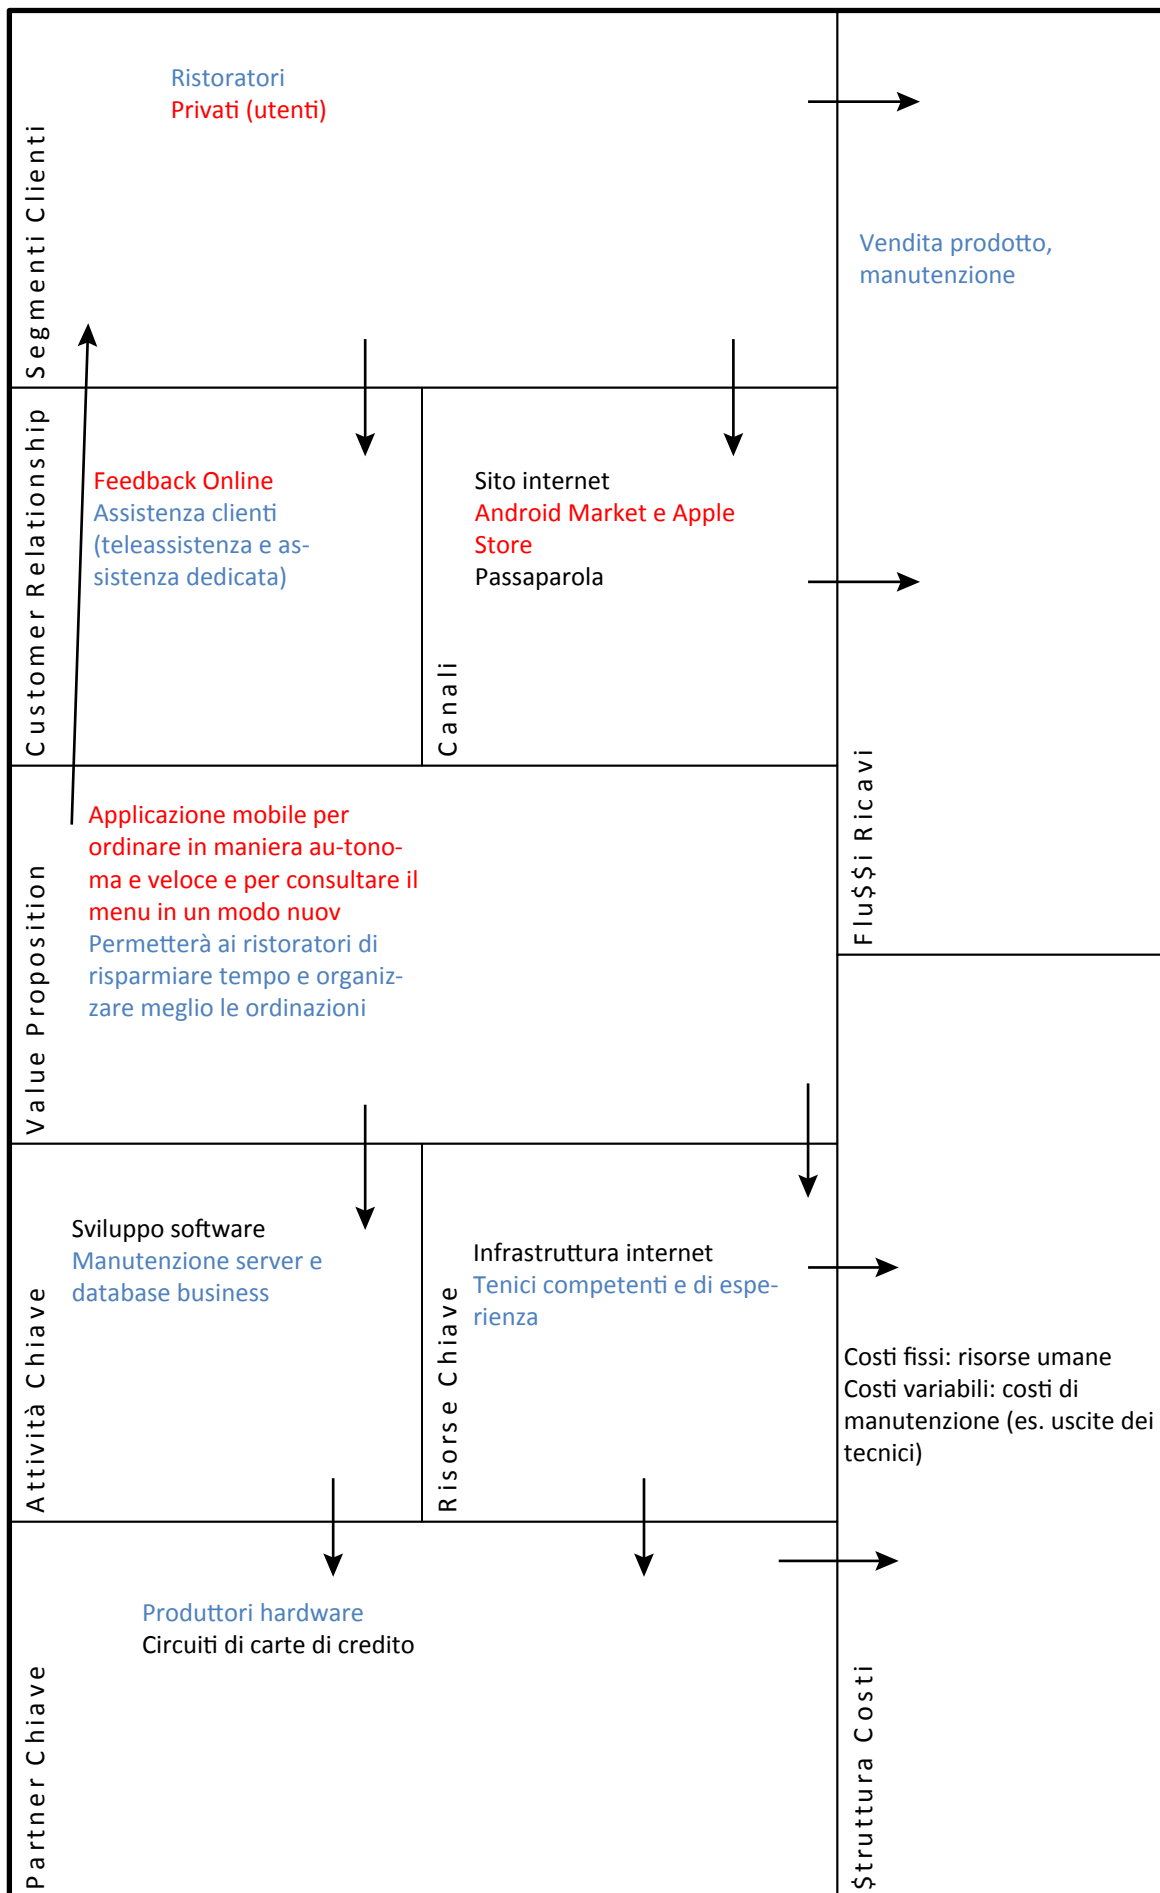 Segmenti Clienti
Ristoratori
Privati (utenti)
Vendita prodotto,
manutenzione
Flu$$i Ricavi
Customer Relationship
Feedback Online
Assistenza clienti
(teleassistenza e as-
sistenza dedicata)
Canali
Sito internet
Android Market e Apple
Store
Passaparola
Value Proposition
Applicazione mobile per
ordinare in maniera au-tono-
ma e veloce e per consultare il
menu in un modo nuov
Permetterà ai ristoratori di
risparmiare tempo e organiz-
zare meglio le ordinazioni
Attività Chiave
Sviluppo software
Manutenzione server e
database business
Risorse Chiave
Infrastruttura internet
Tenici competenti e di espe-
rienza
Costi fissi: risorse umane
Costi variabili: costi di
manutenzione (es. uscite dei
tecnici)
$truttura Costi
Partner Chiave
Produttori hardware
Circuiti di carte di credito